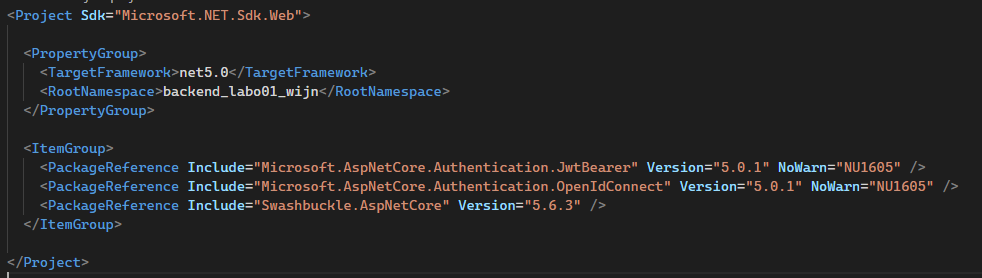 <Project Sdk="Microsoft.NET.Sdk.Web">
<PropertyGroup>
<TargetFramework>net5.0</TargetFramework>
<RootNamespace>backend_labo01_wijn</RootNamespace>
</PropertyGroup>
<ItemGroup>
<PackageReference Include="Microsoft.AspNetCore.Authentication.JwtBearer" Version="5.0.1" NoWarn="NU1605" />
<PackageReference Include="Microsoft.AspNetCore.Authentication.OpenIdConnect" Version="5.0.1" NoWarn="NU1605" />
<PackageReference Include="Swashbuckle.AspNetCore" Version="5.6.3" />
</ItemGroup>
</Project>